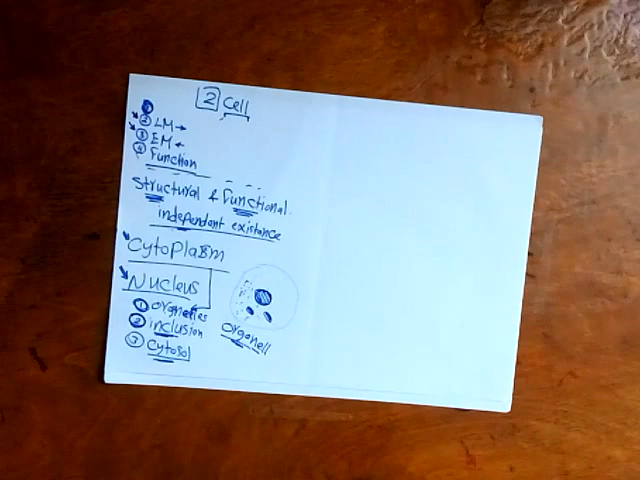 2 Cell
①
② LM →
③ EM ←
④ Function
Structural & Functional.
independent existance
Cytoplasm
Nucleus
① organelles
② inclusion
③ Cytosol
organell